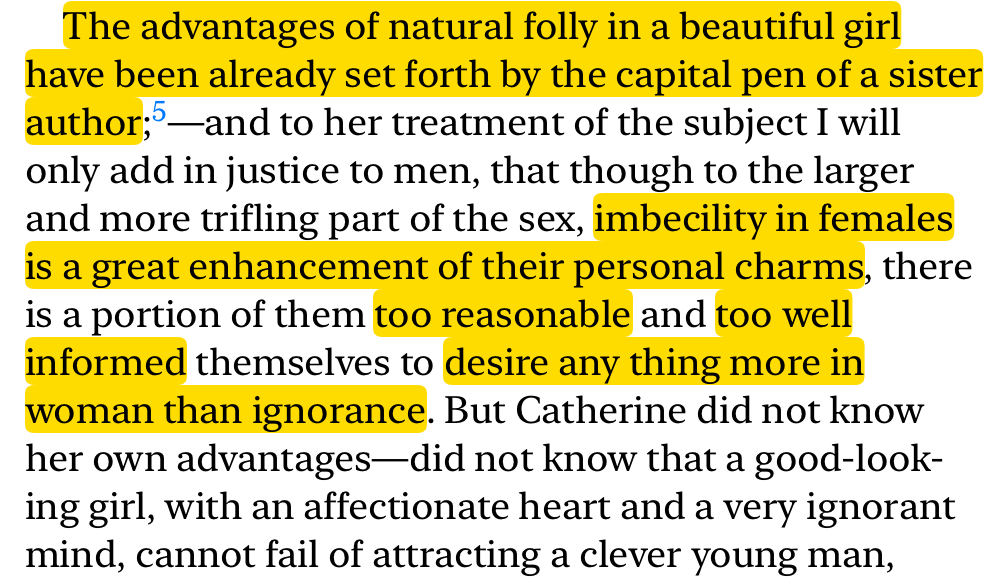 The advantages of natural folly in a beautiful girl
have been already set forth by the capital pen of a sister
author;5—and to her treatment of the subject I will
only add in justice to men, that though to the larger
and more trifling part of the sex, imbecility in females
is a great enhancement of their personal charms, there
is a portion of them too reasonable and too well
informed themselves to desire any thing more in
woman than ignorance. But Catherine did not know
her own advantages—did not know that a good-look-
ing girl, with an affectionate heart and a very ignorant
mind, cannot fail of attracting a clever young man,